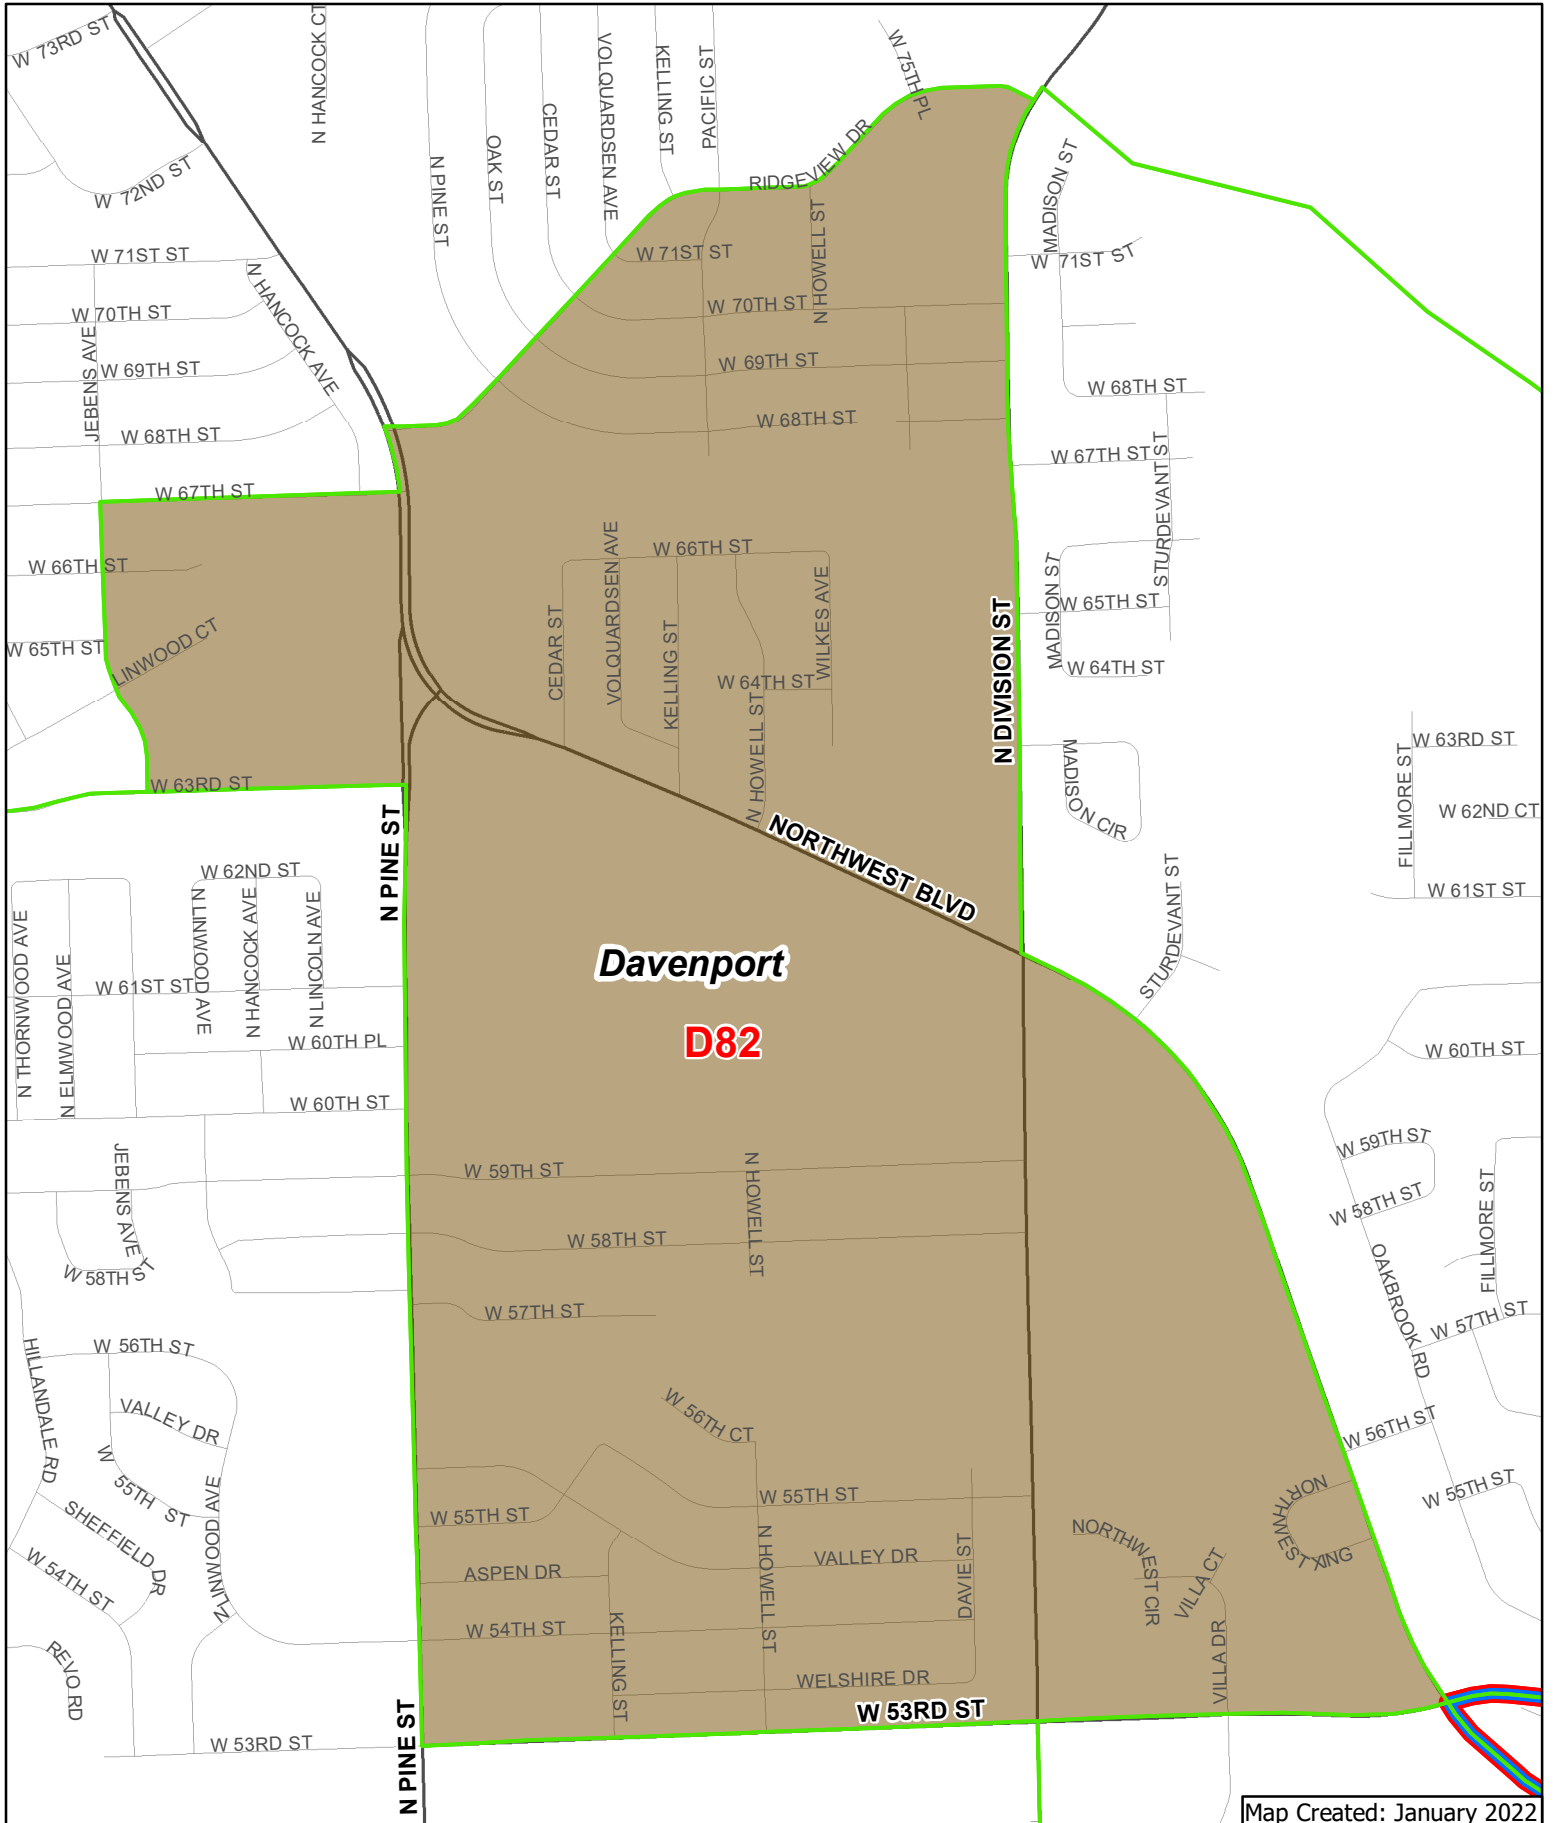 W 73RD ST
N HANCOCK CT
VOLQUARDSEN AVE
KELLING ST
PACIFIC ST
W 75TH PL
CEDAR ST
OAK ST
N PINE ST
RIDGEVIEW DR
MADISON ST
W 72ND ST
W 71ST ST
N HANCOCK AVE
W 71ST ST
N HOWELL ST
W 71ST ST
W 70TH ST
W 70TH ST
JEBENS AVE
W 69TH ST
W 69TH ST
W 68TH ST
W 68TH ST
W 68TH ST
W 67TH ST
W 67TH ST
STURDEVANT ST
W 66TH ST
W 66TH ST
CEDAR ST
VOLQUARDSEN AVE
KELLING ST
WILKES AVE
N DIVISION ST
MADISON ST
W 65TH ST
W 65TH ST
LINWOOD CT
W 64TH ST
W 64TH ST
N HOWELL ST
W 63RD ST
MADISON CIR
FILLMORE ST
W 63RD ST
N PINE ST
NORTHWEST BLVD
W 62ND CT
W 62ND ST
W 61ST ST
N THORNWOOD AVE
N ELMWOOD AVE
N LINWOOD AVE
N HANCOCK AVE
N LINCOLN AVE
STURDEVANT ST
Davenport
W 61ST ST
D82
W 60TH PL
W 60TH ST
W 60TH ST
JEBENS AVE
W 59TH ST
N HOWELL ST
W 59TH ST
W 58TH ST
FILLMORE ST
W 58TH ST
W 58TH ST
OAKBROOK RD
W 57TH ST
W 57TH ST
HILLANDALE RD
W 56TH ST
VALLEY DR
W 56TH CT
W 56TH ST
W 55TH ST
N LINWOOD AVE
W 55TH ST
W 55TH ST
W 55TH ST
NORTHWEST XING
SHEFFIELD DR
W 54TH ST
ASPEN DR
N HOWELL ST
VALLEY DR
DAVIE ST
NORTHWEST CIR
VILLA CT
W 54TH ST
KELLING ST
REVO RD
WELSHIRE DR
VILLA DR
W 53RD ST
W 53RD ST
N PINE ST
Map Created: January 2022